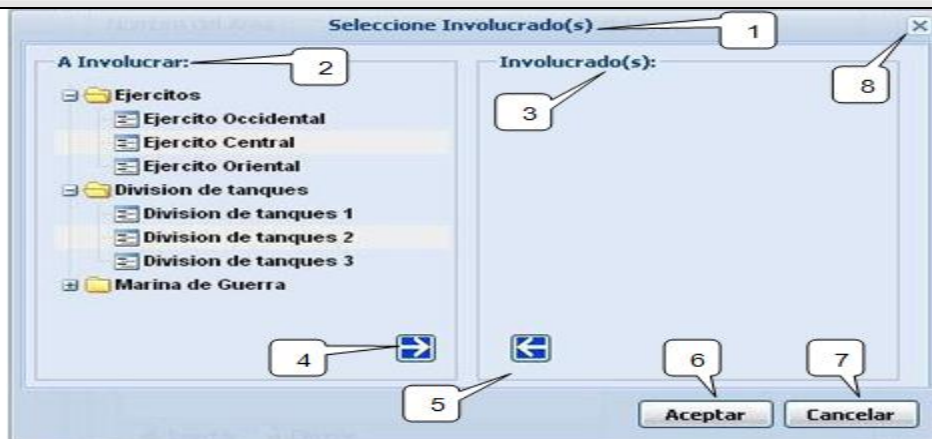 Seleccione Involucrado(s)
1
8
A Involucrar:
2
Involucrado(s):
3
Ejercitos
Ejercito Occidental
Ejercito Central
Ejercito Oriental
Division de tanques
Division de tanques 1
Division de tanques 2
Division de tanques 3
Marina de Guerra
4
5
6
7
Aceptar
Cancelar